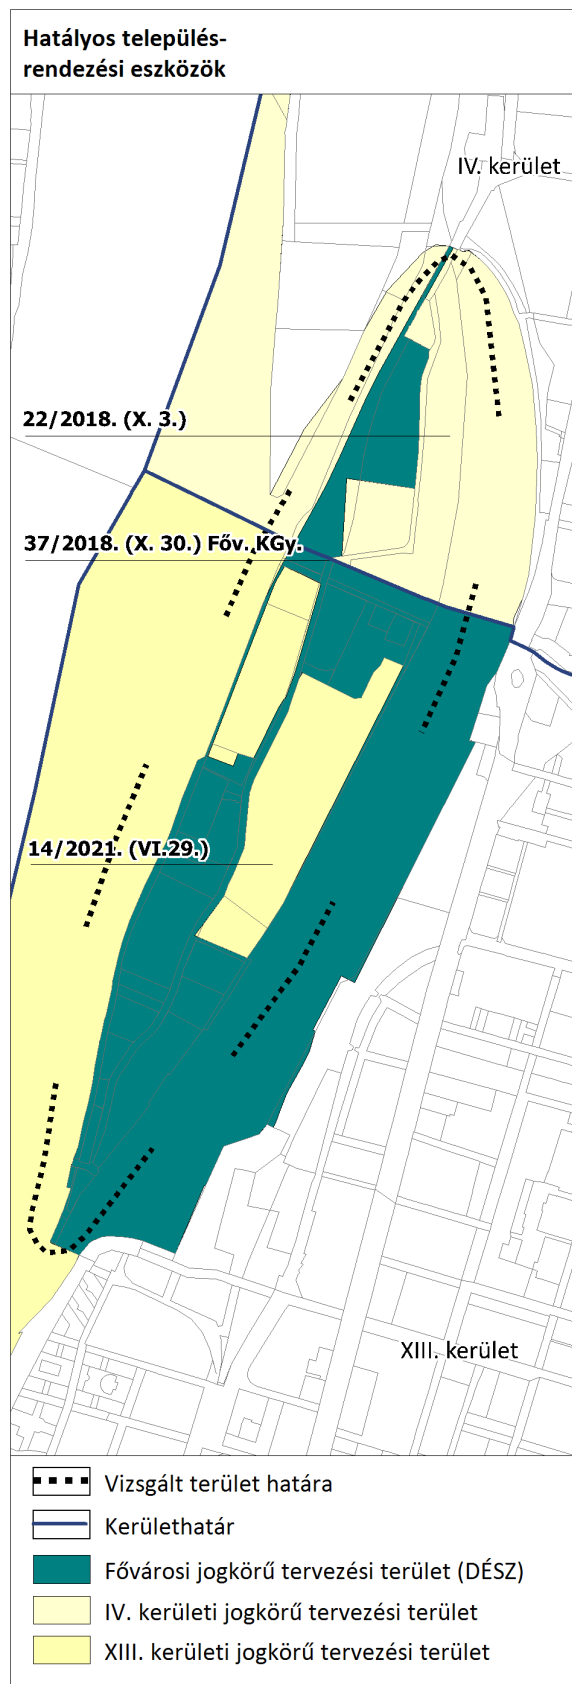 Hatályos település-
rendezési eszközök
IV. kerület
22/2018. (X. 3.)
37/2018. (X. 30.) Főv. KGy.
14/2021. (VI.29.)
XIII. kerület
Vizsgált terület határa
Kerülethatár
Fővárosi jogkörű tervezési terület (DÉSZ)
IV. kerületi jogkörű tervezési terület
XIII. kerületi jogkörű tervezési terület